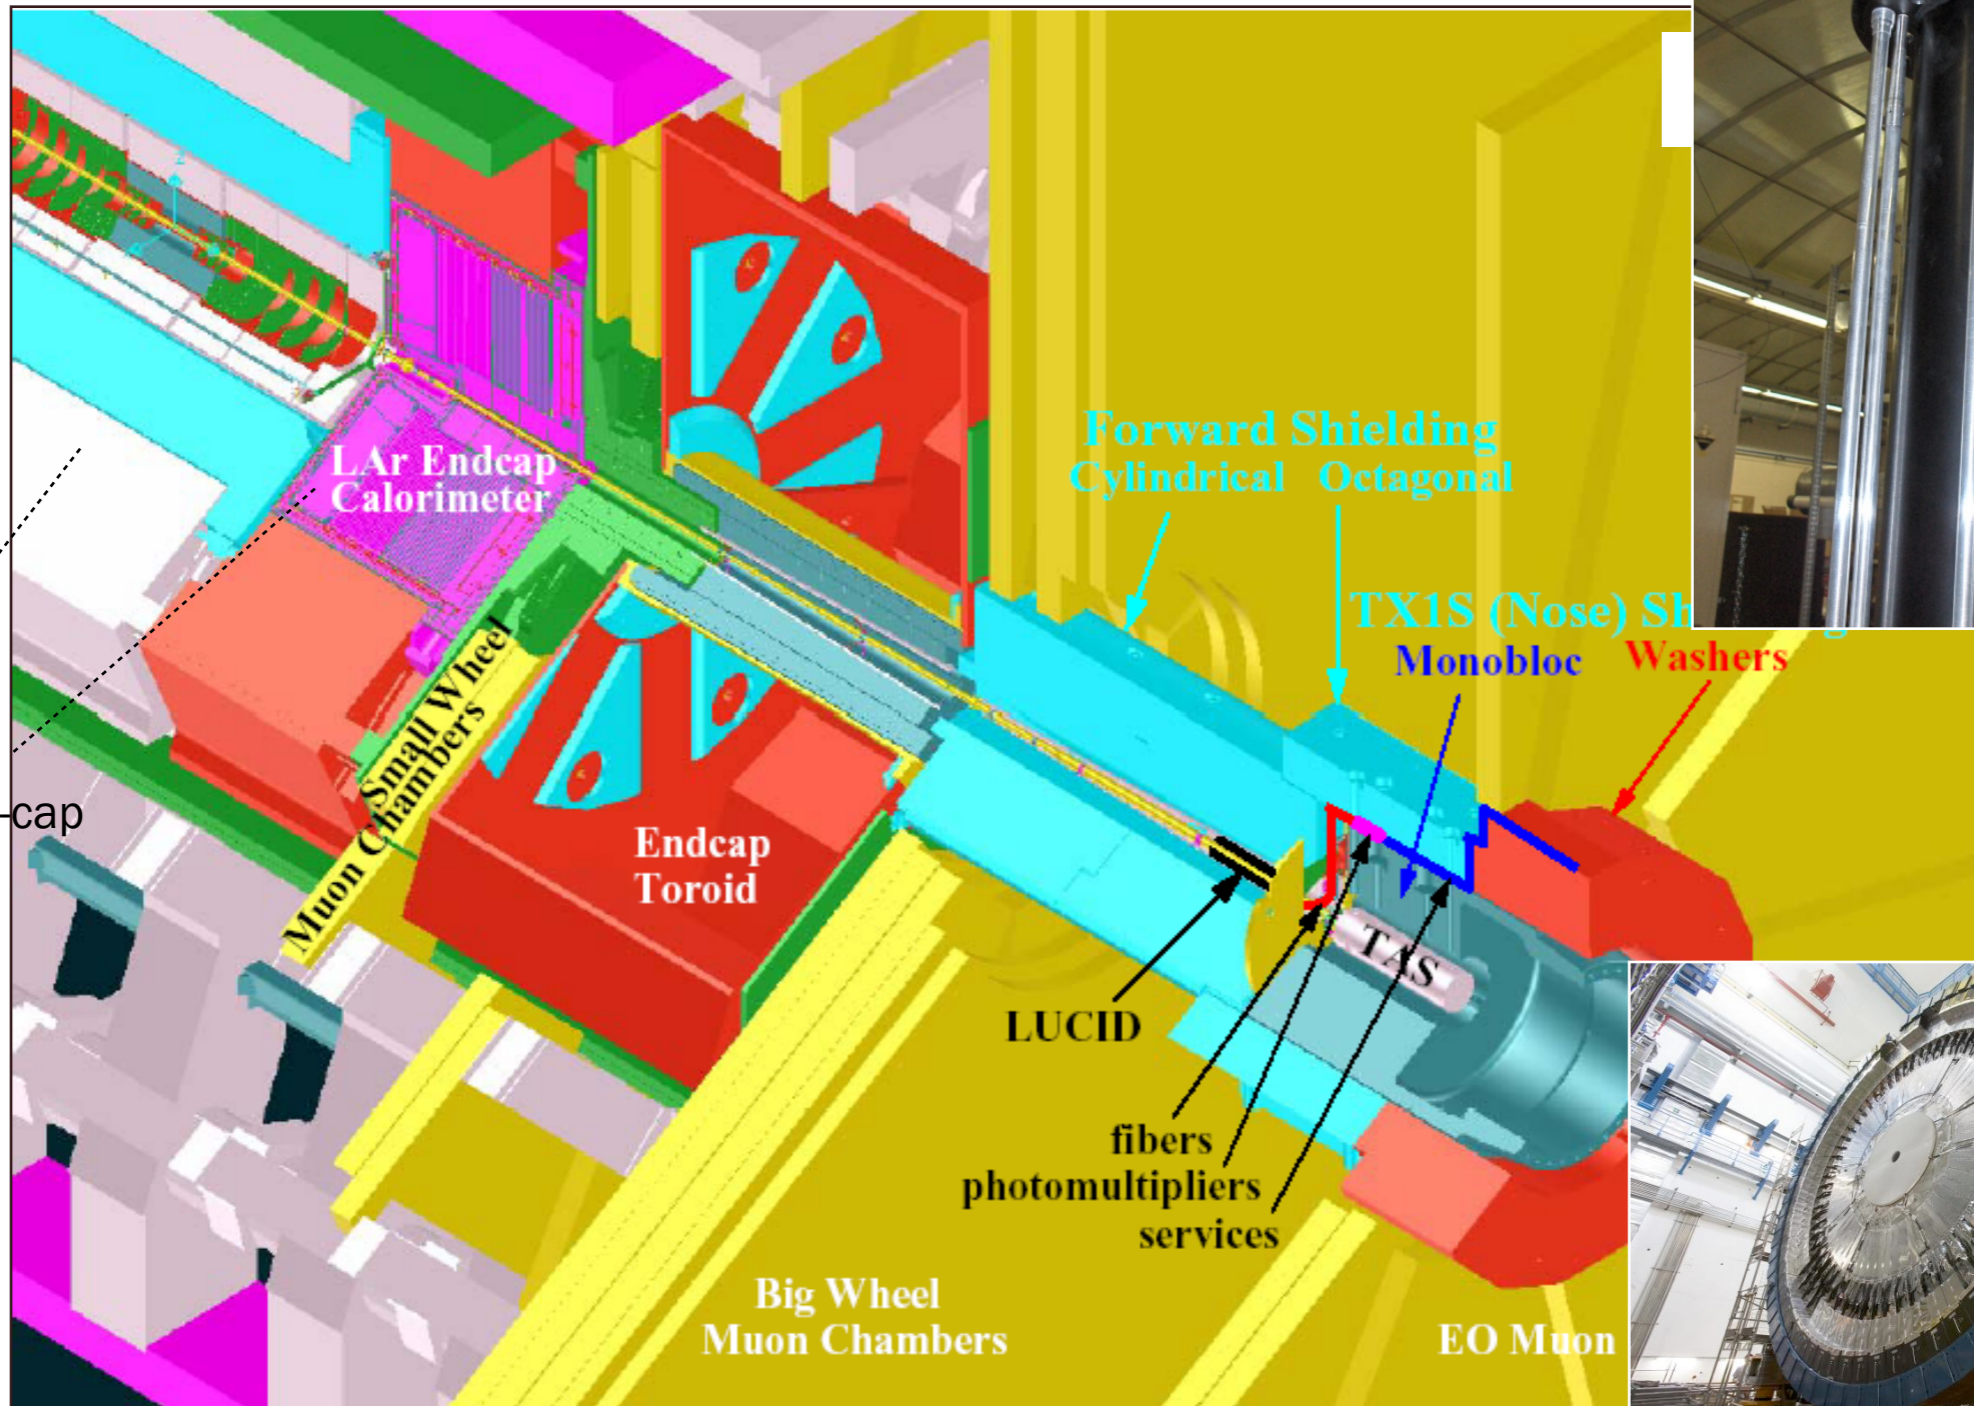 Forward Shielding
Cylindrical Octagonal
LAr Endcap
Calorimeter
TX1S (Nose) Sh
Monobloc Washers
Small Wheel
Muon Chambers
-cap
Endcap
Toroid
TAS
LUCID
fibers
photomultipliers
services
Big Wheel
Muon Chambers
EO Muon